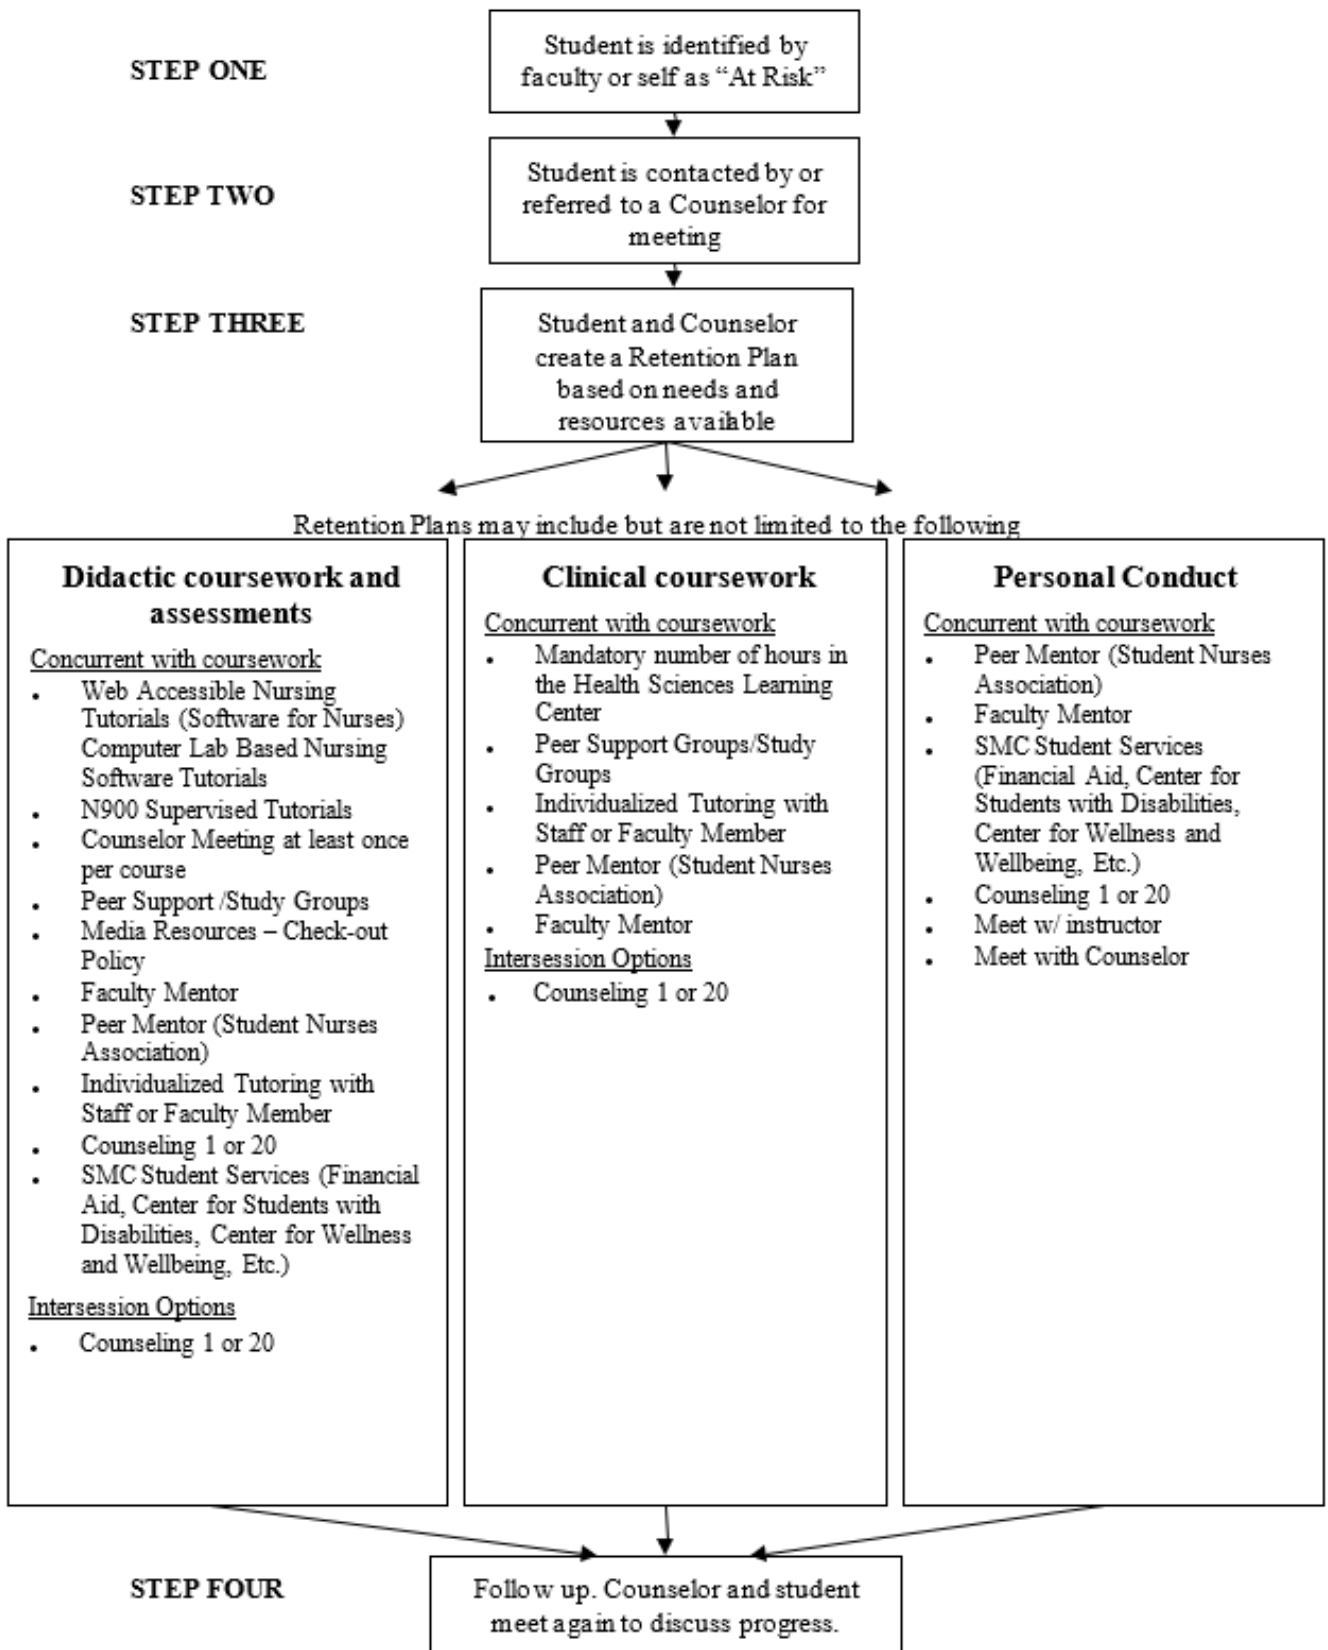 STEP ONE
Student is identified by
faculty or self as “At Risk”
STEP TWO
Student is contacted by or
referred to a Counselor for
meeting
STEP THREE
Student and Counselor
create a Retention Plan
based on needs and
resources available
Retention Plans may include but are not limited to the following
Didactic coursework and
assessments
Concurrent with coursework
• Web Accessible Nursing
Tutorials (Software for Nurses)
Computer Lab Based Nursing
Software Tutorials
• N900 Supervised Tutorials
• Counselor Meeting at least once
per course
• Peer Support /Study Groups
• Media Resources – Check-out
Policy
• Faculty Mentor
• Peer Mentor (Student Nurses
Association)
• Individualized Tutoring with
Staff or Faculty Member
• Counseling 1 or 20
• SMC Student Services (Financial
Aid, Center for Students with
Disabilities, Center for Wellness
and Wellbeing, Etc.)
Intersession Options
• Counseling 1 or 20
Clinical coursework
Concurrent with coursework
• Mandatory number of hours in
the Health Sciences Learning
Center
• Peer Support Groups/Study
Groups
• Individualized Tutoring with
Staff or Faculty Member
• Peer Mentor (Student Nurses
Association)
• Faculty Mentor
Intersession Options
• Counseling 1 or 20
Personal Conduct
Concurrent with coursework
• Peer Mentor (Student Nurses
Association)
• Faculty Mentor
• SMC Student Services
(Financial Aid, Center for
Students with Disabilities,
Center for Wellness and
Wellbeing, Etc.)
• Counseling 1 or 20
• Meet w/ instructor
• Meet with Counselor
STEP FOUR
Follow up. Counselor and student
meet again to discuss progress.